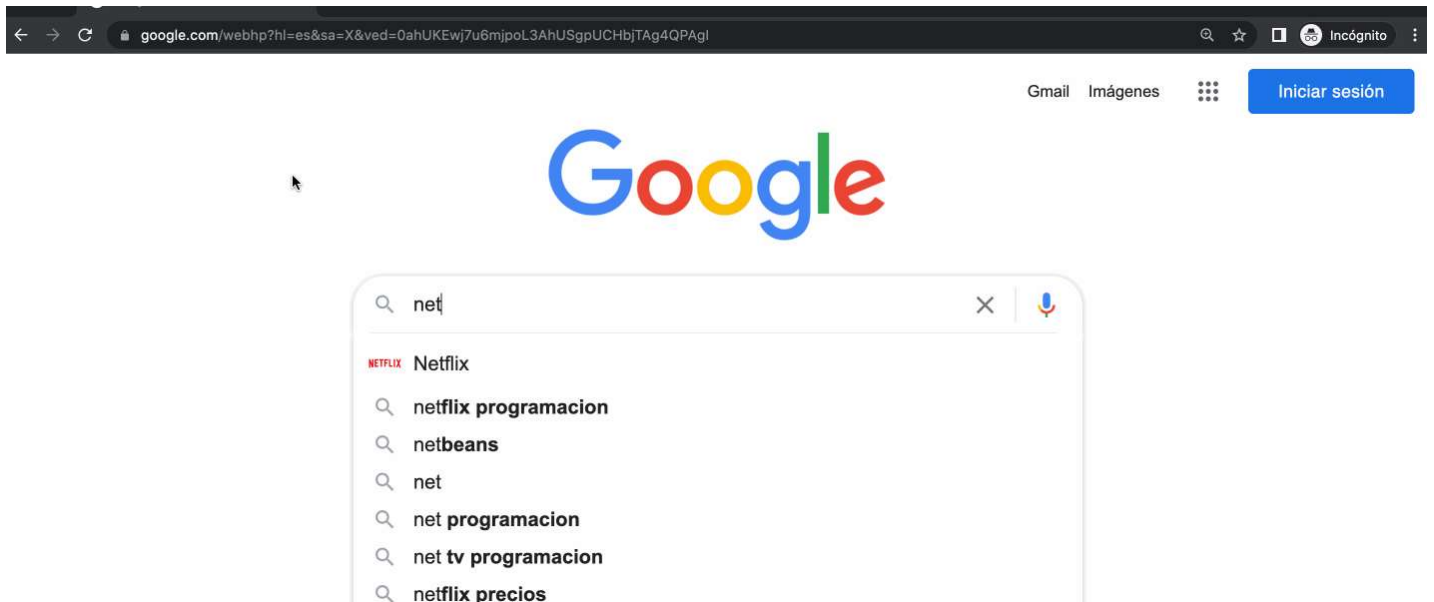 google.com/webhp?hl=es&sa=X&ved=0ahUKEwj7u6mjpoL3AhUSgpUCHbjTAg4QPAgI
Incógnito
Gmail Imágenes Iniciar sesión
Google
net
NETFLIX Netflix
netflix programacion
netbeans
net
net programacion
net tv programacion
netflix precios